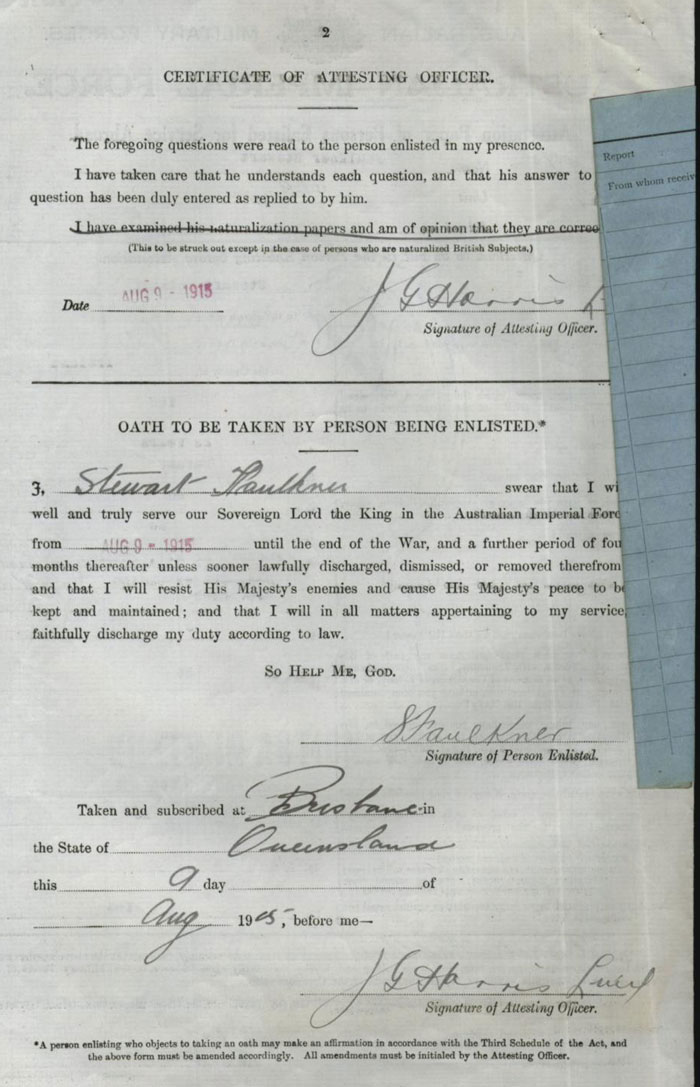 2
CERTIFICATE OF ATTESTING OFFICER.
The foregoing questions were read to the person enlisted in my presence.
I have taken care that he understands each question, and that his answer to
question has been duly entered as replied to by him.
I have examined his naturalization papers and am of opinion that they are correc
(This to be struck out except in the case of persons who are naturalized British Subjects.)
Date AUG 9 - 1915 J G Harris L
Signature of Attesting Officer.
Report
From whom receiv
OATH TO BE TAKEN BY PERSON BEING ENLISTED.*
I, Stewart Faulkner swear that I wi
well and truly serve our Sovereign Lord the King in the Australian Imperial Forc
from AUG 9 - 1915 until the end of the War, and a further period of fou
months thereafter unless sooner lawfully discharged, dismissed, or removed therefrom
and that I will resist His Majesty's enemies and cause His Majesty's peace to be
kept and maintained; and that I will in all matters appertaining to my service,
faithfully discharge my duty according to law.
SO HELP ME, GOD.
S Faulkner
Signature of Person Enlisted.
Taken and subscribed at Brisbane in
the State of Queensland
this 9 day of
Aug 1915, before me—
J G Harris Lieut
Signature of Attesting Officer.
*A person enlisting who objects to taking an oath may make an affirmation in accordance with the Third Schedule of the Act, and
the above form must be amended accordingly. All amendments must be initialed by the Attesting Officer.